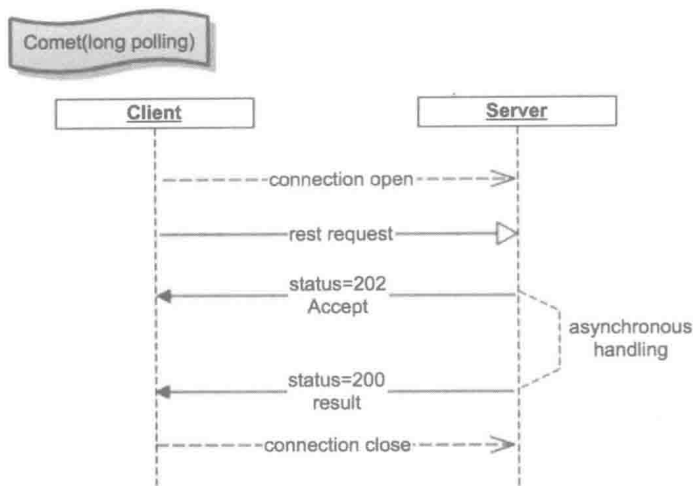 Comet(long polling)
Client
Server
connection open
rest request
status=202
Accept
asynchronous
handling
status=200
result
connection close